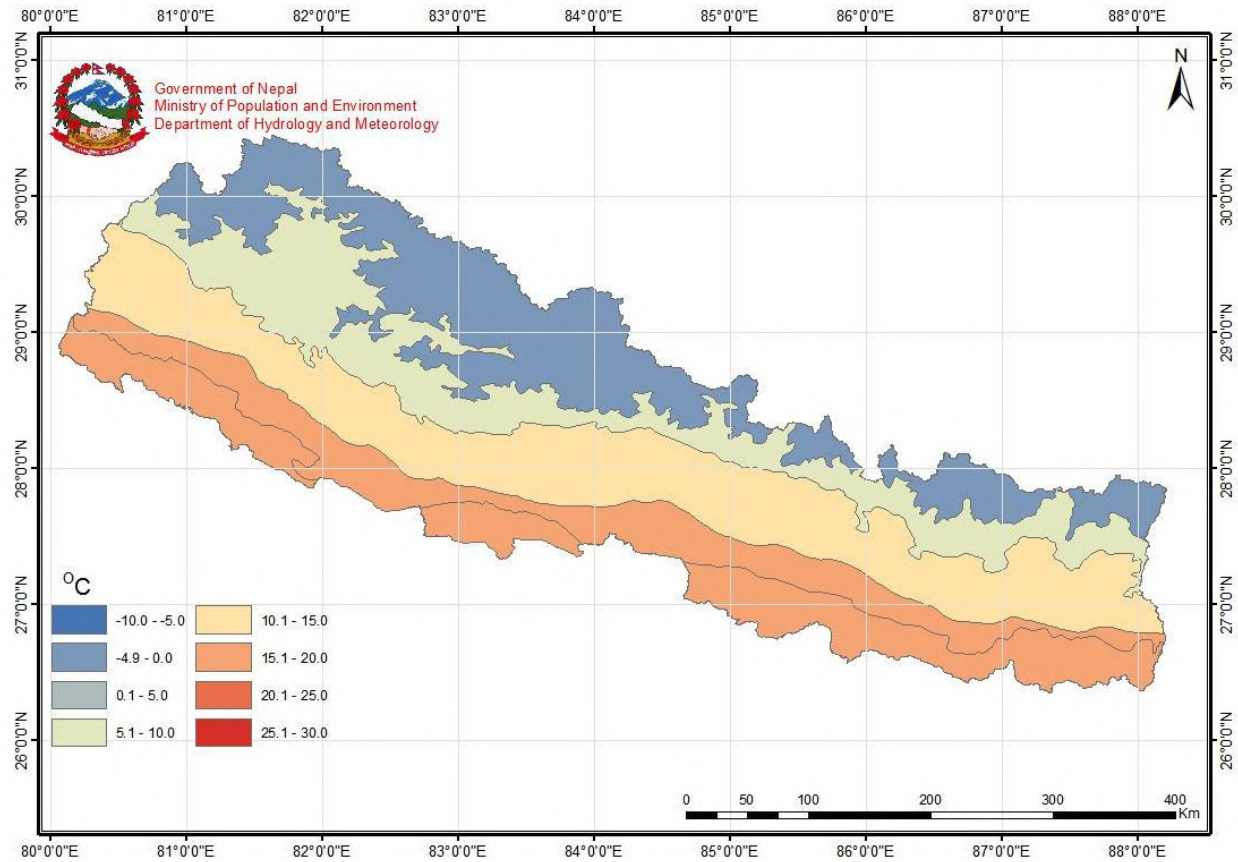 80°0'0"E 81°0'0"E 82°0'0"E 83°0'0"E 84°0'0"E 85°0'0"E 86°0'0"E 87°0'0"E 88°0'0"E
31°0'0"N
30°0'0"N
29°0'0"N
28°0'0"N
27°0'0"N
26°0'0"N
Government of Nepal
Ministry of Population and Environment
Department of Hydrology and Meteorology
N
31°0'0"N
30°0'0"N
29°0'0"N
28°0'0"N
27°0'0"N
26°0'0"N
°C
-10.0 - -5.0 10.1 - 15.0
-4.9 - 0.0 15.1 - 20.0
0.1 - 5.0 20.1 - 25.0
5.1 - 10.0 25.1 - 30.0
0 50 100 200 300 400
Km
80°0'0"E 81°0'0"E 82°0'0"E 83°0'0"E 84°0'0"E 85°0'0"E 86°0'0"E 87°0'0"E 88°0'0"E